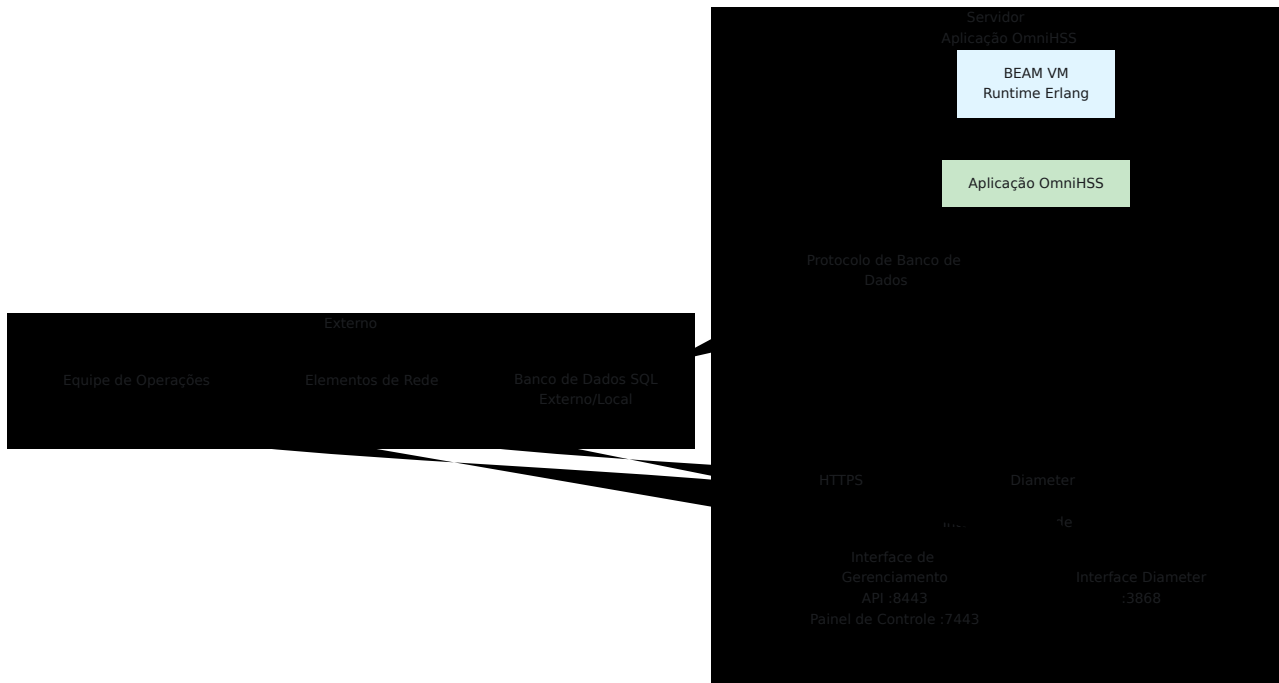 Servidor
Aplicação OmniHSS
BEAM VM
Runtime Erlang
Aplicação OmniHSS
Protocolo de Banco de
Dados
Externo
Equipe de Operações
Elementos de Rede
Banco de Dados SQL
Externo/Local
HTTPS
Diameter
de
Interface de
Gerenciamento
API :8443
Painel de Controle :7443
Interface Diameter
:3868